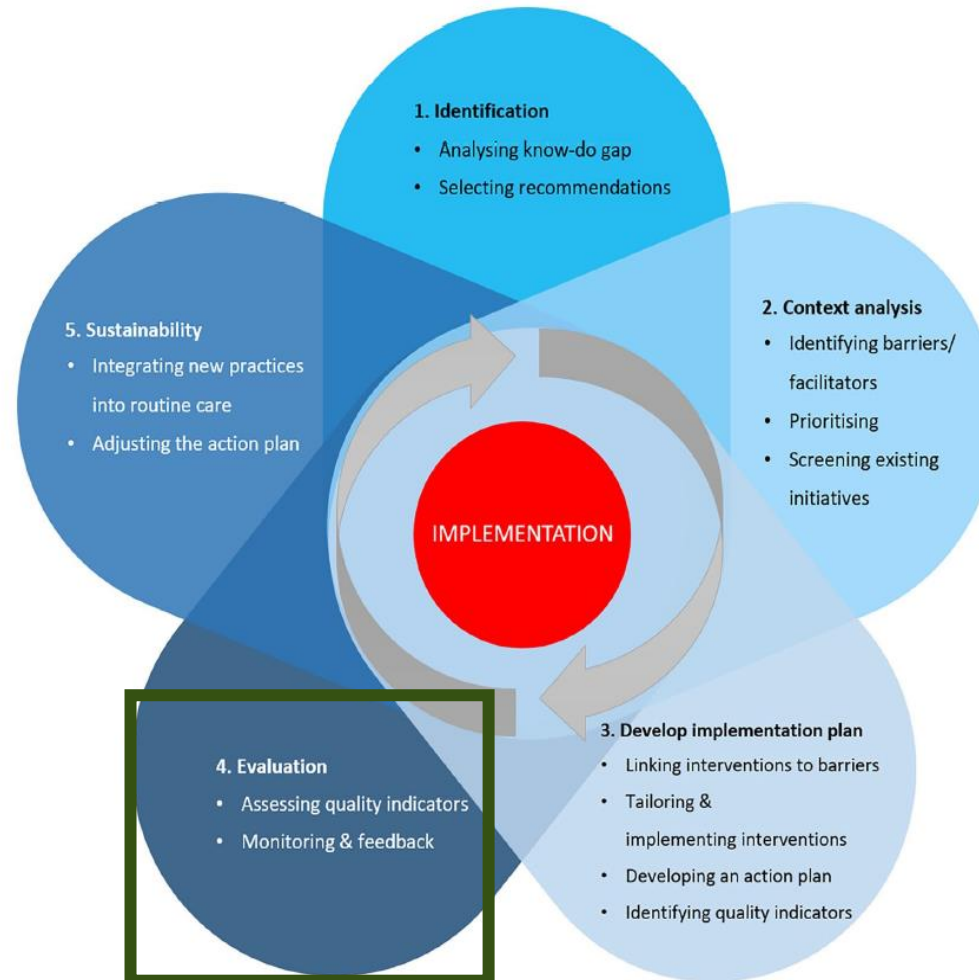 1. Identification
• Analysing know-do gap
• Selecting recommendations
2. Context analysis
• Identifying barriers/
facilitators
• Prioritising
• Screening existing
initiatives
3. Develop implementation plan
• Linking interventions to barriers
• Tailoring &
implementing interventions
• Developing an action plan
• Identifying quality indicators
4. Evaluation
• Assessing quality indicators
• Monitoring & feedback
5. Sustainability
• Integrating new practices
into routine care
• Adjusting the action plan
IMPLEMENTATION